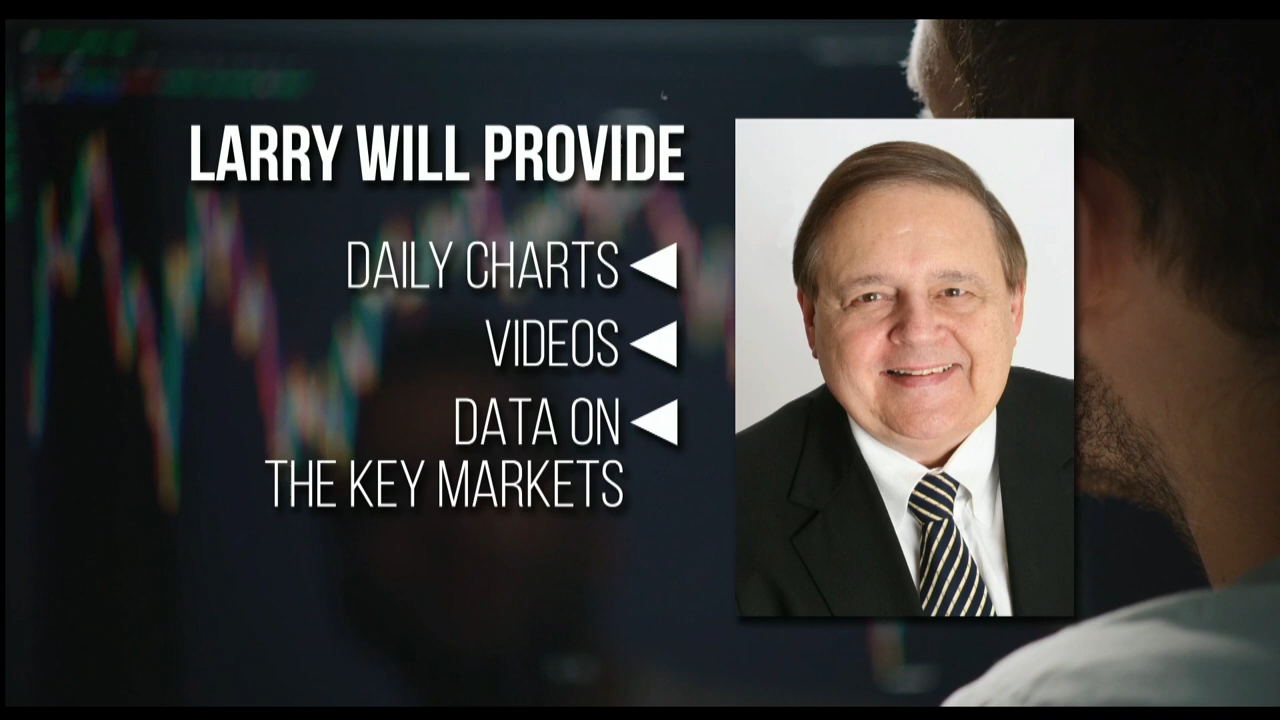 LARRY WILL PROVIDE
DAILY CHARTS
VIDEOS
DATA ON
THE KEY MARKETS